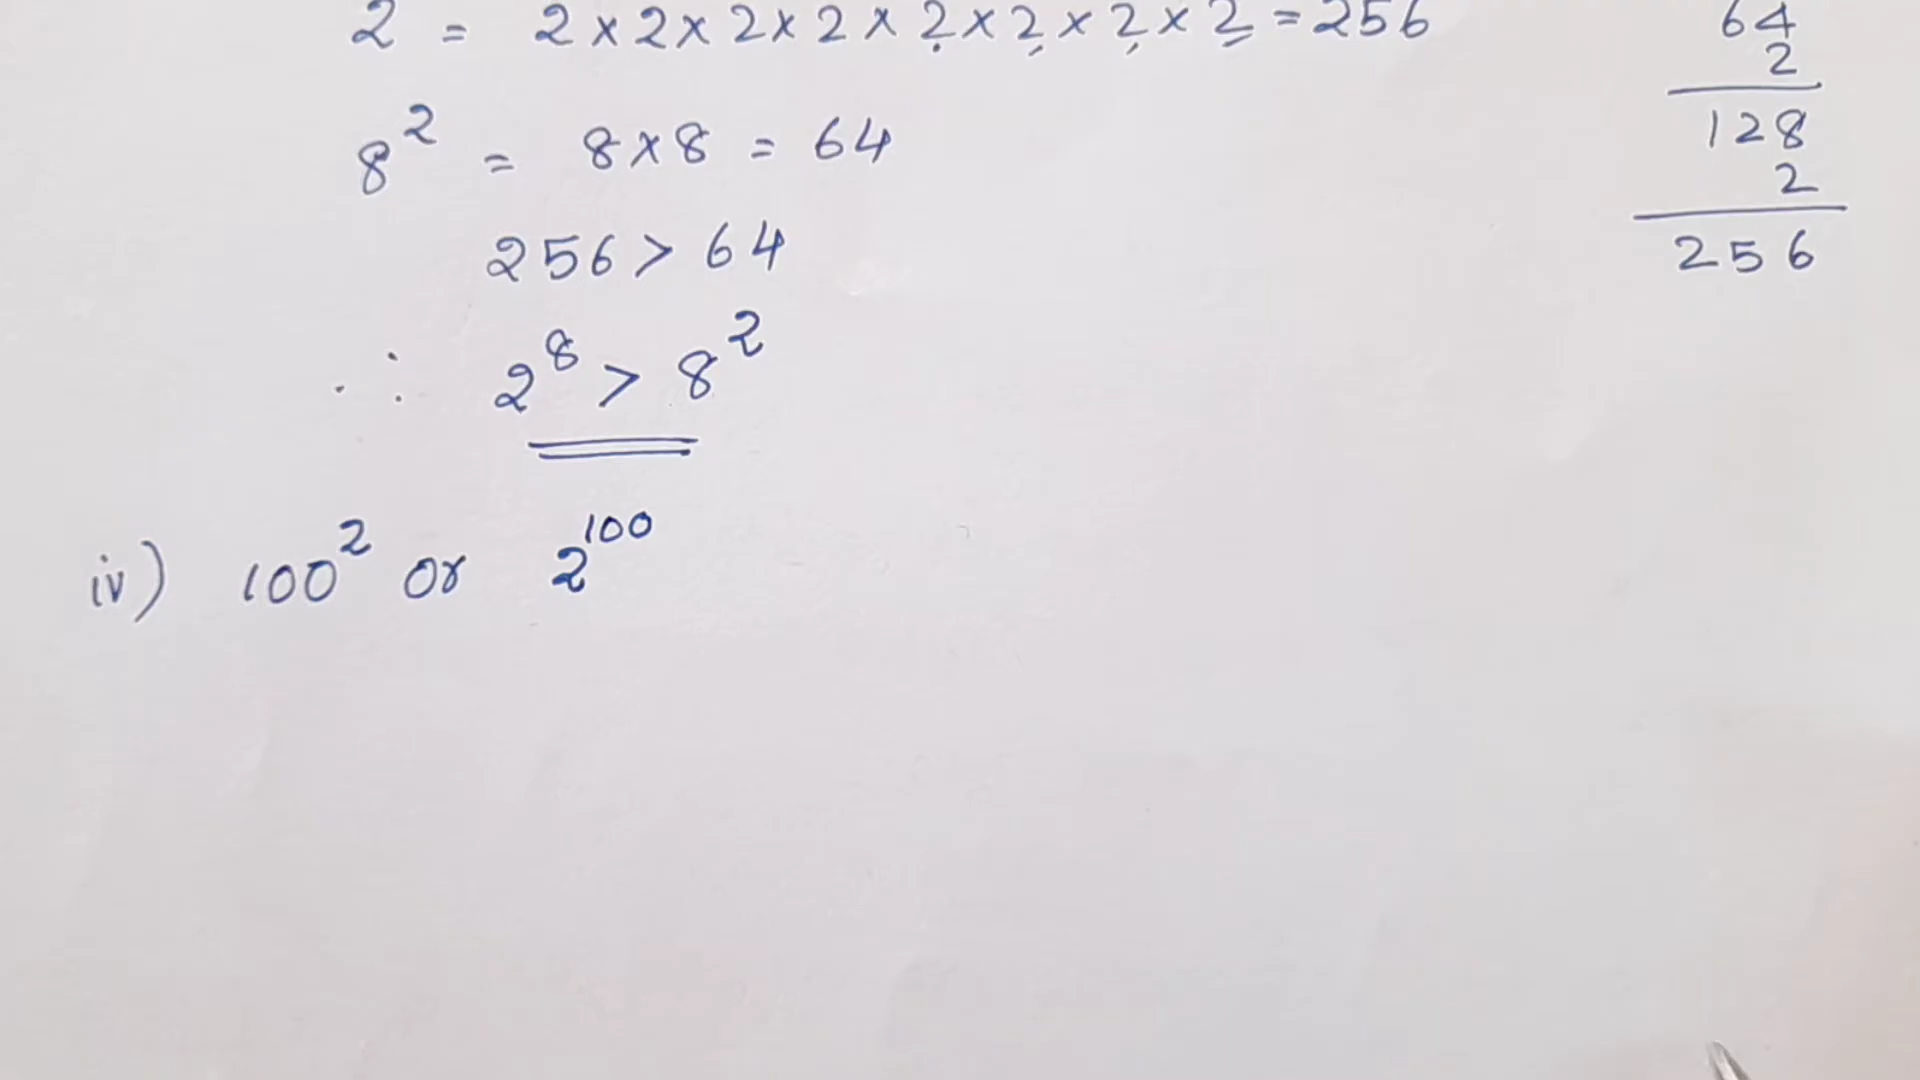 2 = 2 × 2 × 2 × 2 × 2 × 2 × 2 × 2 = 256
8² = 8 × 8 = 64
256 > 64
∴ 2⁸ > 8²
iv) 100² or 2¹⁰⁰
64
2
128
2
256